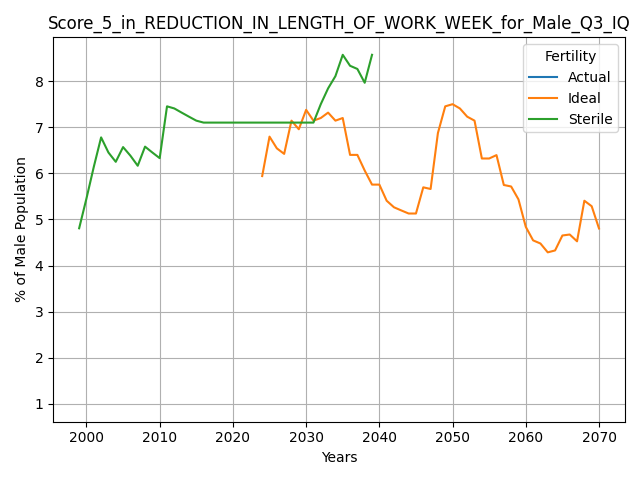 Score_5_in_REDUCTION_IN_LENGTH_OF_WORK_WEEK_for_Male_Q3_IQ
Fertility
Actual
Ideal
Sterile
% of Male Population
8
7
6
5
4
3
2
1
2000 2010 2020 2030 2040 2050 2060 2070
Years